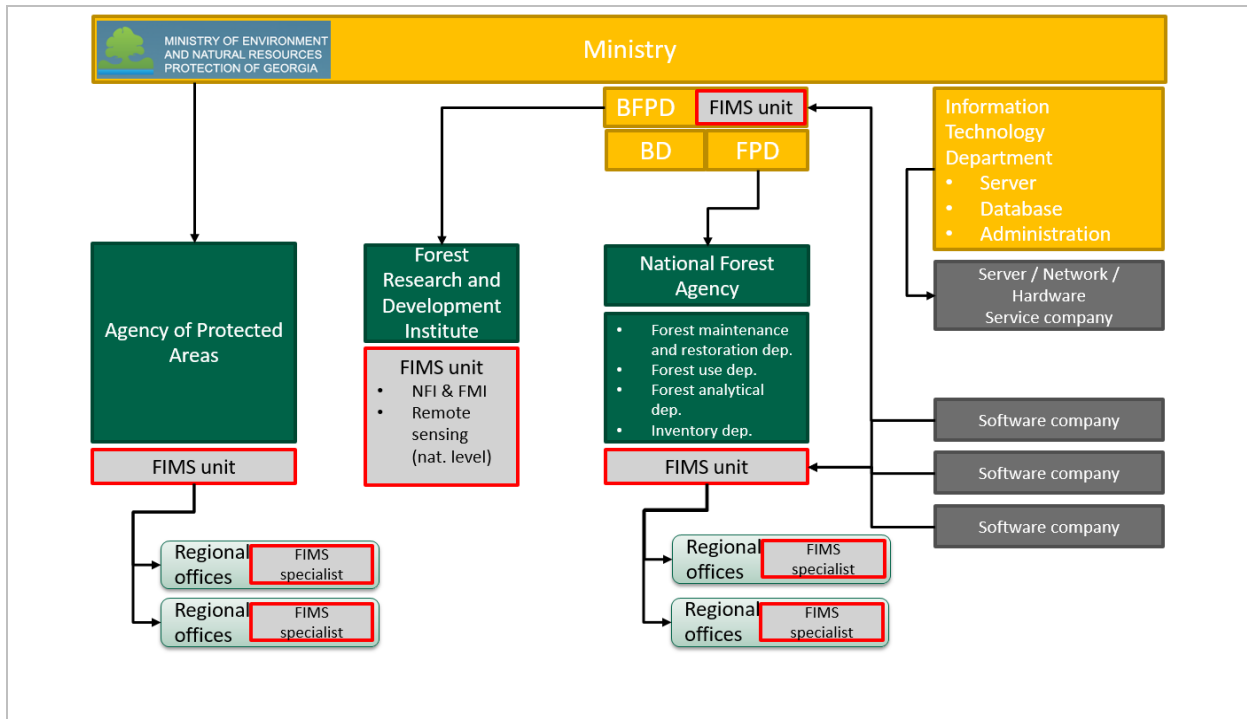 MINISTRY OF ENVIRONMENT
AND NATURAL RESOURCES
PROTECTION OF GEORGIA
Ministry
BFPD
FIMS unit
BD
FPD
Information
Technology
Department
• Server
• Database
• Administration
Server / Network /
Hardware
Service company
Agency of Protected
Areas
FIMS unit
Forest
Research and
Development
Institute
FIMS unit
• NFI & FMI
• Remote
sensing
(nat. level)
National Forest
Agency
• Forest maintenance
and restoration dep.
• Forest use dep.
• Forest analytical
dep.
• Inventory dep.
FIMS unit
Software company
Software company
Software company
Regional
offices
FIMS
specialist
Regional
offices
FIMS
specialist
Regional
offices
FIMS
specialist
Regional
offices
FIMS
specialist